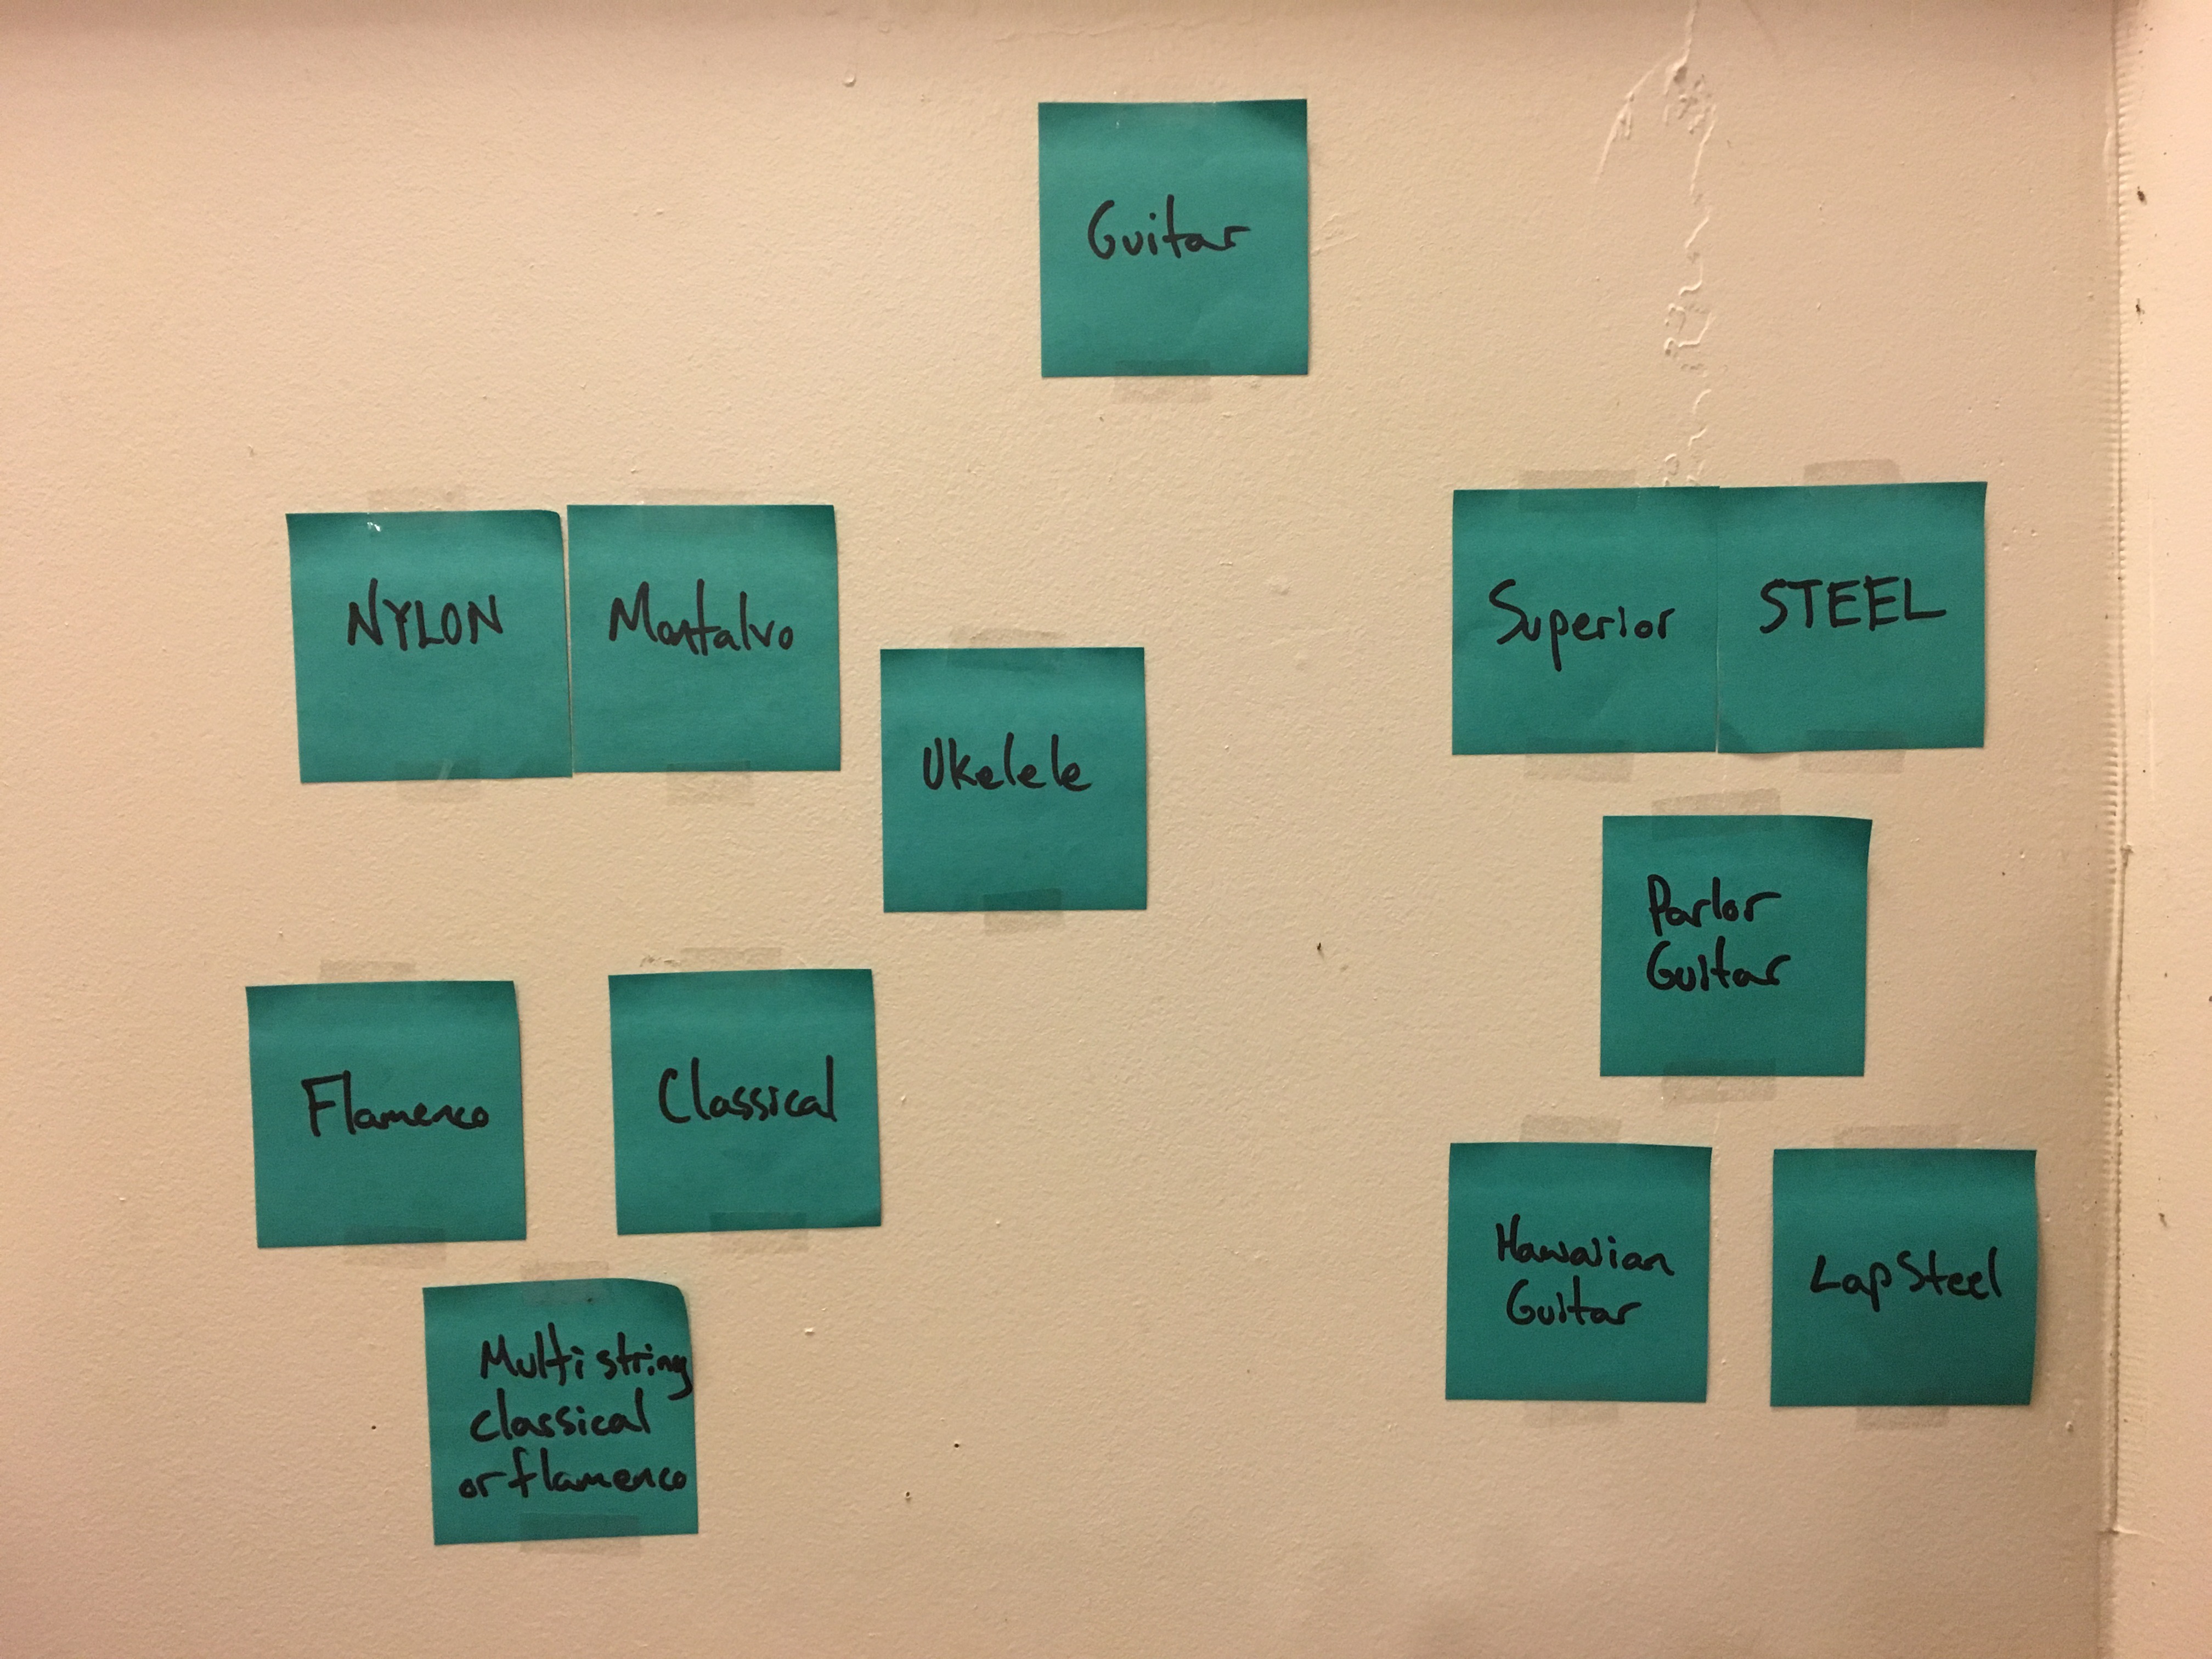 Guitar
NYLON
Montalvo
Superior
STEEL
Ukelele
Parlor
Guitar
Flamenco
Classical
Hawaiian
Guitar
Lap Steel
Multi string
classical
or flamenco